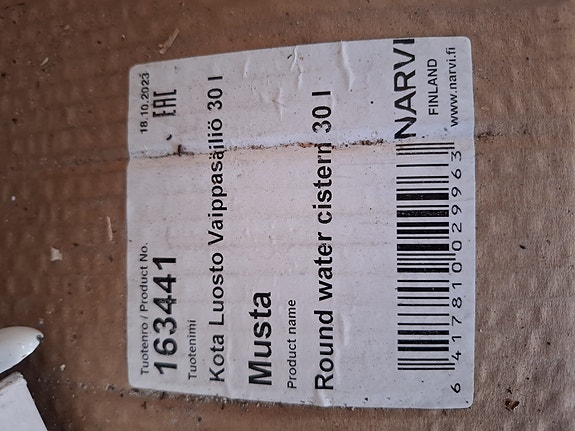 Tuotenro / Product No.
18.10.2023
163441
EAC
Tuotenimi
Kota Luosto Vaippasäiliö 30 l
Musta
Product name
Round water cistern 30 l
NARVI
FINLAND
www.narvi.fi
6 417810 029963